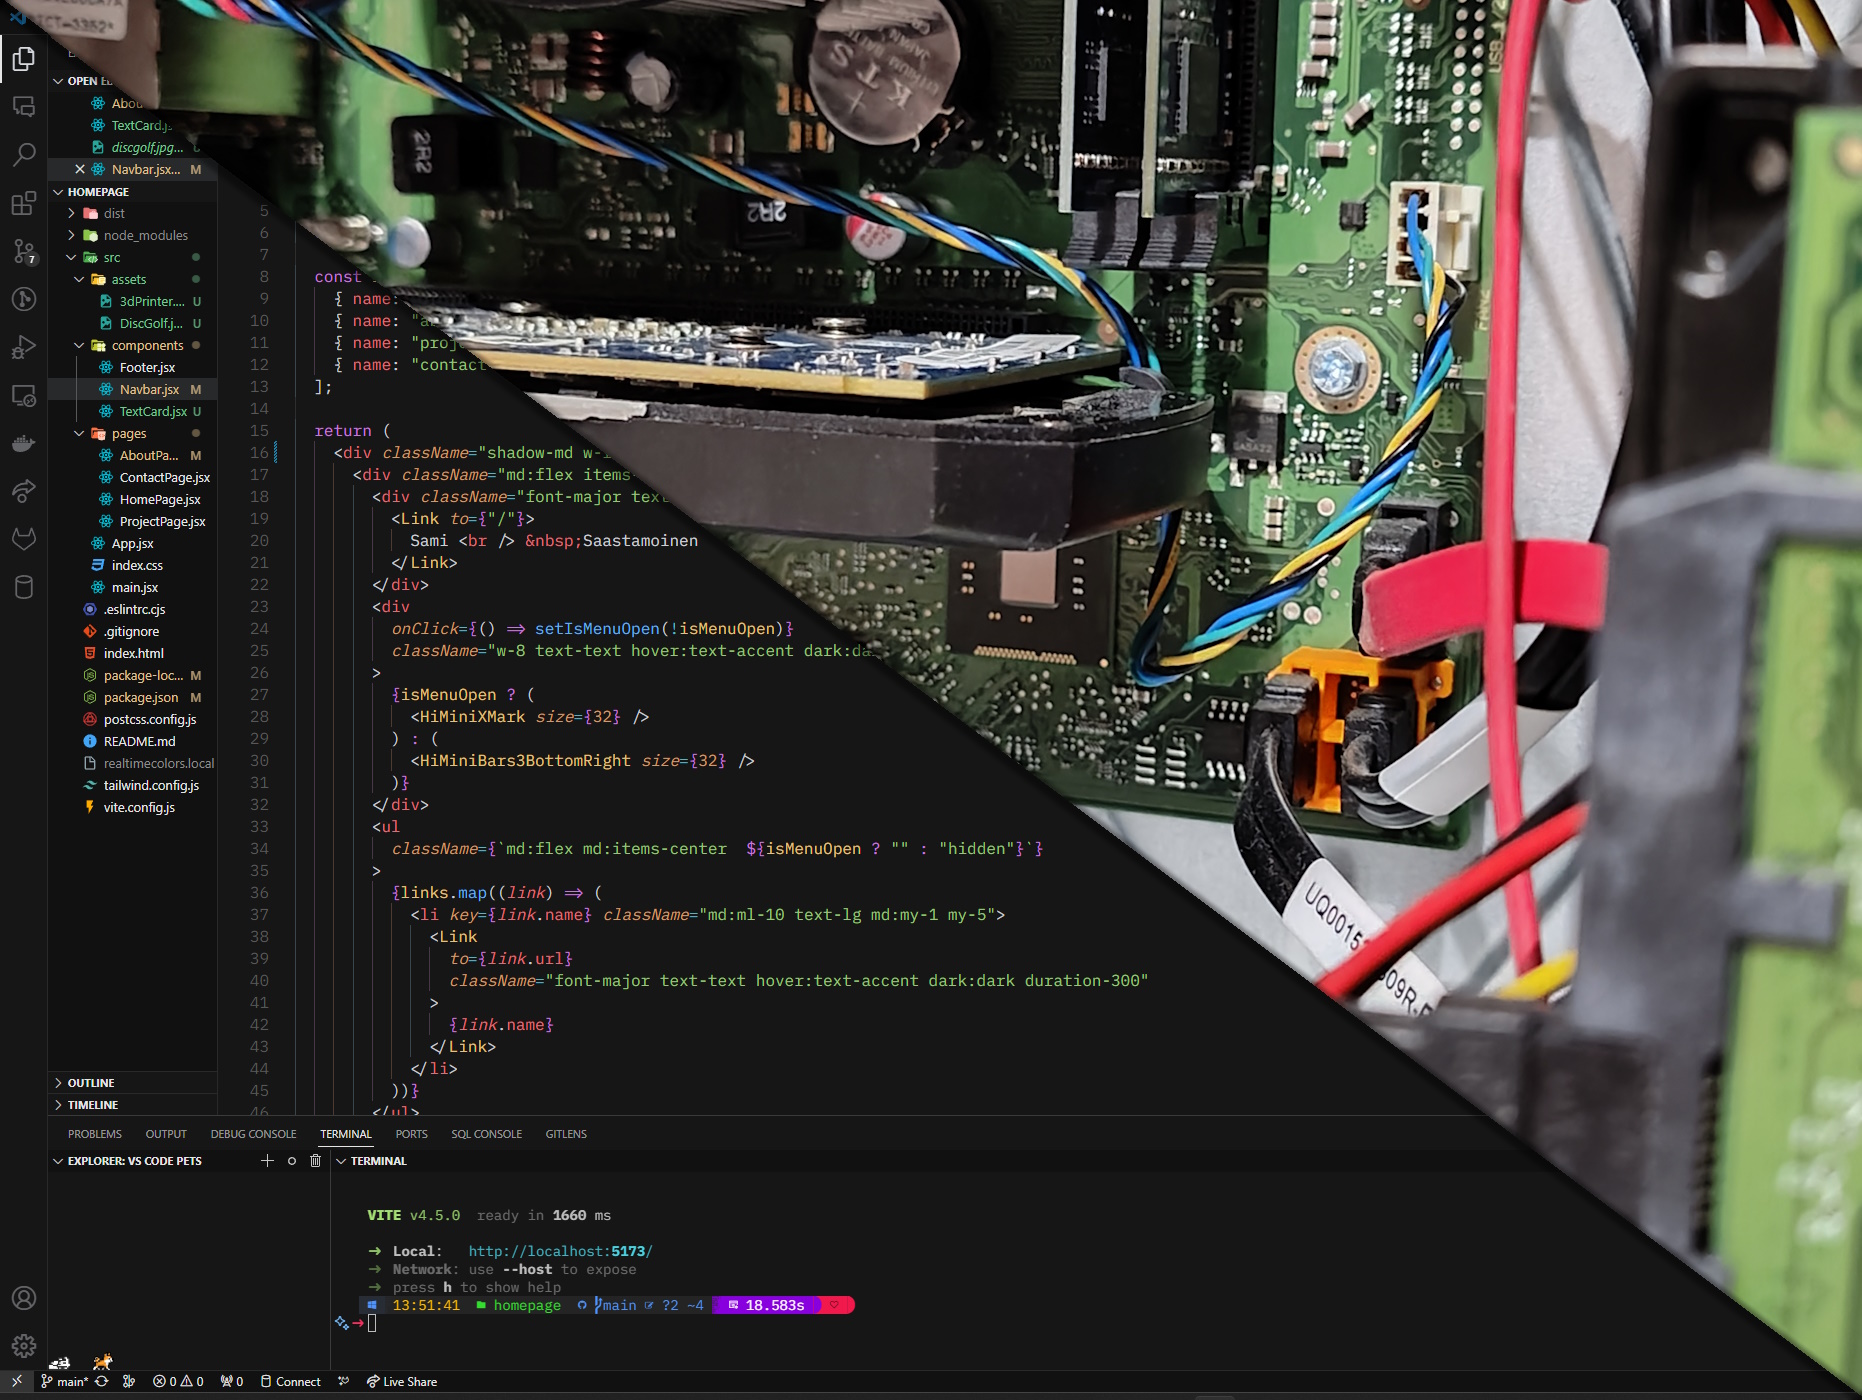 OPEN ED
Abou
TextCard.js
discgolf.jpg...
Navbar.jsx... M
HOMEPAGE
dist
node_modules
src
7
assets
3dPrinter.... U
DiscGolf.j... U
components
Footer.jsx
Navbar.jsx M
TextCard.jsx U
pages
AboutPa... M
ContactPage.jsx
HomePage.jsx
ProjectPage.jsx
App.jsx
index.css
main.jsx
.eslintrc.cjs
.gitignore
index.html
package-loc... M
package.json M
postcss.config.js
README.md
realtimecolors.local
tailwind.config.js
vite.config.js
OUTLINE
TIMELINE
5
6
7
8 const
9 { name:
10 { name: "a
11 { name: "proj
12 { name: "contact
13 ];
14
15 return (
16 <div className="shadow-md w-
17 <div className="md:flex items-
18 <div className="font-major text
19 <Link to={"/"}>
20 Sami <br /> &nbsp;Saastamoinen
21 </Link>
22 </div>
23 <div
24 onClick={() => setIsMenuOpen(!isMenuOpen)}
25 className="w-8 text-text hover:text-accent dark:da
26 >
27 {isMenuOpen ? (
28 <HiMiniXMark size={32} />
29 ) : (
30 <HiMiniBars3BottomRight size={32} />
31 )}
32 </div>
33 <ul
34 className={`md:flex md:items-center  ${isMenuOpen ? "" : "hidden"}`}
35 >
36 {links.map((link) => (
37 <li key={link.name} className="md:ml-10 text-lg md:my-1 my-5">
38 <Link
39 to={link.url}
40 className="font-major text-text hover:text-accent dark:dark duration-300"
41 >
42 {link.name}
43 </Link>
44 </li>
45 ))}
46 </ul>
2R2
2R2
KTS
UQ0015
09R-
PROBLEMS OUTPUT DEBUG CONSOLE TERMINAL PORTS SQL CONSOLE GITLENS
EXPLORER: VS CODE PETS
TERMINAL
VITE v4.5.0 ready in 1660 ms
➜ Local: http://localhost:5173/
➜ Network: use --host to expose
➜ press h to show help
13:51:41 homepage main ?2 ~4 18.583s
main* 0 0 0 Connect Live Share